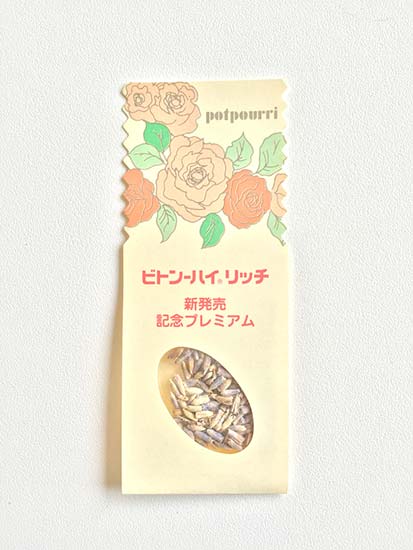 potpourri
ビトン-ハイ®リッチ
新発売
記念プレミアム